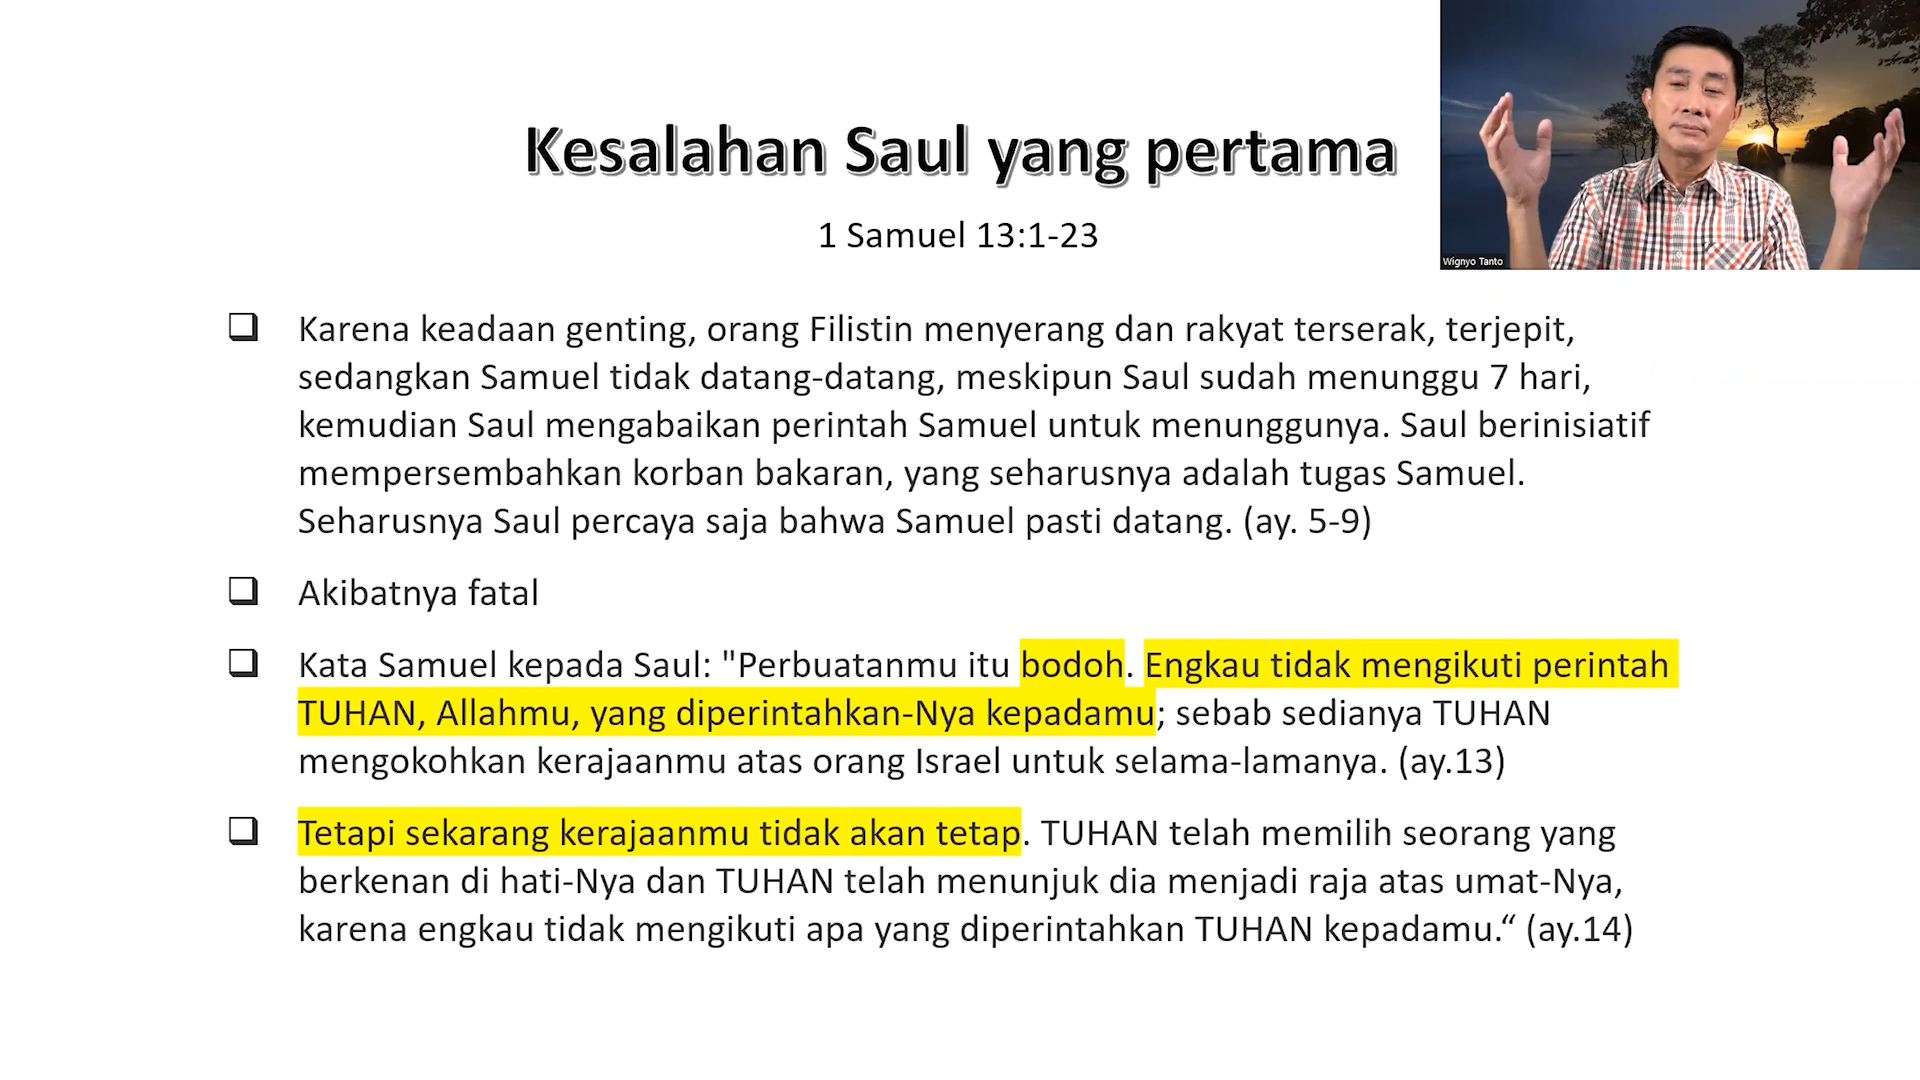 Kesalahan Saul yang pertama
1 Samuel 13:1-23
Wignyo Tanto
Karena keadaan genting, orang Filistin menyerang dan rakyat terserak, terjepit,
sedangkan Samuel tidak datang-datang, meskipun Saul sudah menunggu 7 hari,
kemudian Saul mengabaikan perintah Samuel untuk menunggunya. Saul berinisiatif
mempersembahkan korban bakaran, yang seharusnya adalah tugas Samuel.
Seharusnya Saul percaya saja bahwa Samuel pasti datang. (ay. 5-9)
Akibatnya fatal
Kata Samuel kepada Saul: "Perbuatanmu itu bodoh. Engkau tidak mengikuti perintah
TUHAN, Allahmu, yang diperintahkan-Nya kepadamu; sebab sedianya TUHAN
mengokohkan kerajaanmu atas orang Israel untuk selama-lamanya. (ay.13)
Tetapi sekarang kerajaanmu tidak akan tetap. TUHAN telah memilih seorang yang
berkenan di hati-Nya dan TUHAN telah menunjuk dia menjadi raja atas umat-Nya,
karena engkau tidak mengikuti apa yang diperintahkan TUHAN kepadamu.“ (ay.14)